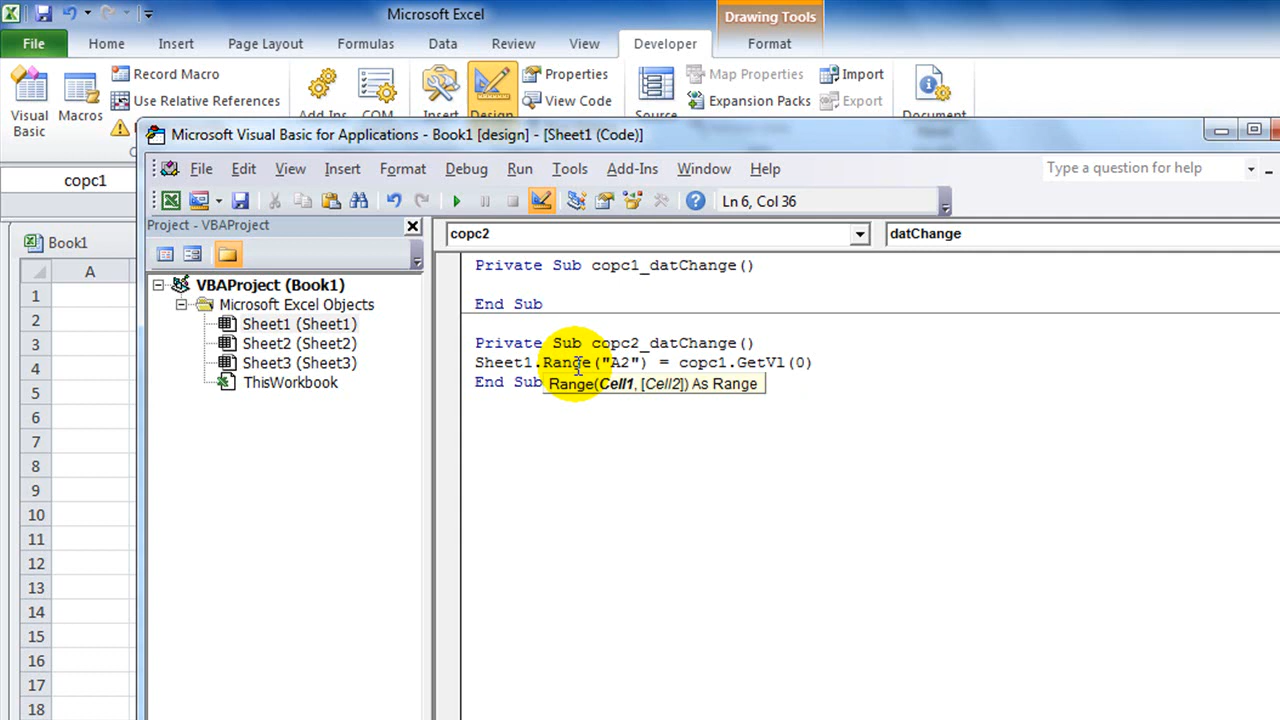 Microsoft Excel
Drawing Tools
File Home Insert Page Layout Formulas Data Review View Developer Format
Visual Basic
Macros
Record Macro
Use Relative References
Properties
View Code
Map Properties
Expansion Packs
Import
Export
copc1
Microsoft Visual Basic for Applications - Book1 [design] - [Sheet1 (Code)]
File Edit View Insert Format Debug Run Tools Add-Ins Window Help
Type a question for help
Ln 6, Col 36
Project - VBAProject
copc2
datChange
Book1
A
1
2
3
4
5
6
7
8
9
10
11
12
13
14
15
16
17
18
VBAProject (Book1)
Microsoft Excel Objects
Sheet1 (Sheet1)
Sheet2 (Sheet2)
Sheet3 (Sheet3)
ThisWorkbook
Private Sub copc1_datChange()
End Sub
Private Sub copc2_datChange()
Sheet1.Range("A2") = copc1.GetVl(0)
End Sub
Range(Cell1, [Cell2]) As Range